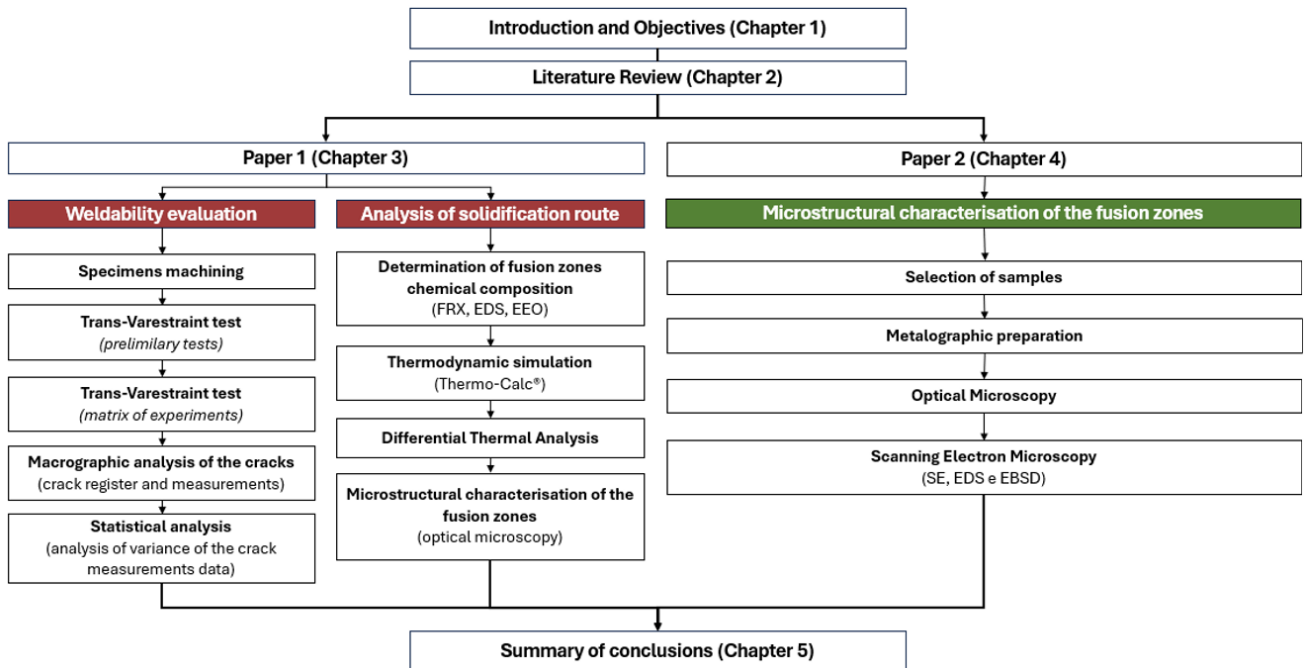 Introduction and Objectives (Chapter 1)
Literature Review (Chapter 2)
Paper 1 (Chapter 3)
Weldability evaluation
Specimens machining
Trans-Varestraint test
(prelimilary tests)
Trans-Varestraint test
(matrix of experiments)
Macrographic analysis of the cracks
(crack register and measurements)
Statistical analysis
(analysis of variance of the crack
measurements data)
Analysis of solidification route
Determination of fusion zones
chemical composition
(FRX, EDS, EEO)
Thermodynamic simulation
(Thermo-Calc®)
Differential Thermal Analysis
Microstructural characterisation of the
fusion zones
(optical microscopy)
Paper 2 (Chapter 4)
Microstructural characterisation of the fusion zones
Selection of samples
Metalographic preparation
Optical Microscopy
Scanning Electron Microscopy
(SE, EDS e EBSD)
Summary of conclusions (Chapter 5)